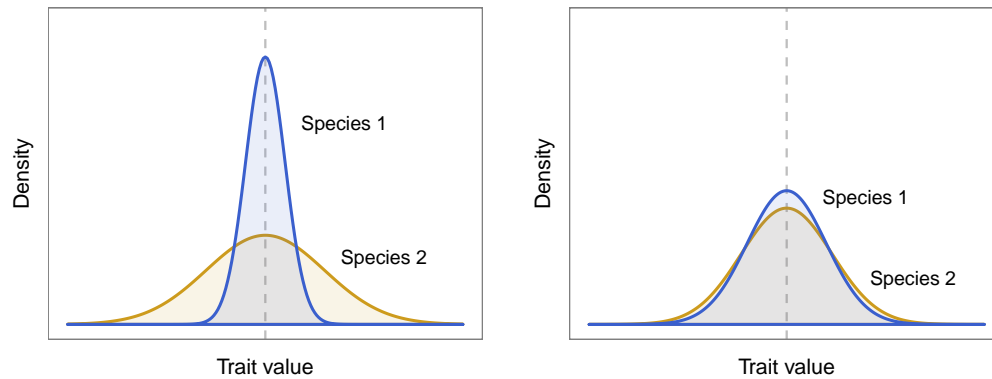 Density
Species 1
Species 2
Trait value
Density
Species 1
Species 2
Trait value